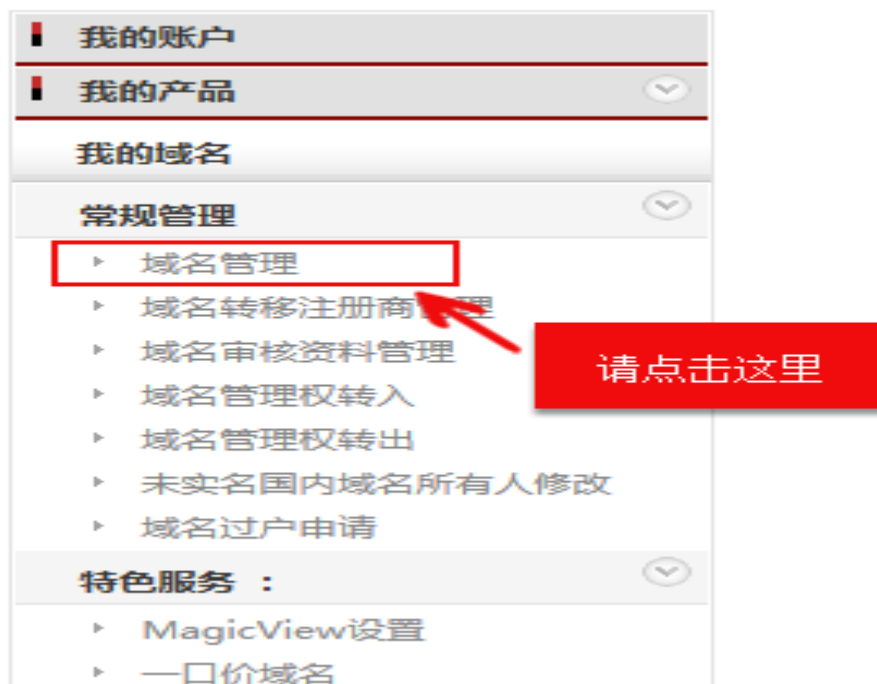 我的账户
我的产品
我的域名
常规管理
域名管理
域名转移注册商管理
域名审核资料管理
请点击这里
域名管理权转入
域名管理权转出
未实名国内域名所有人修改
域名过户申请
特色服务 :
MagicView设置
一口价域名